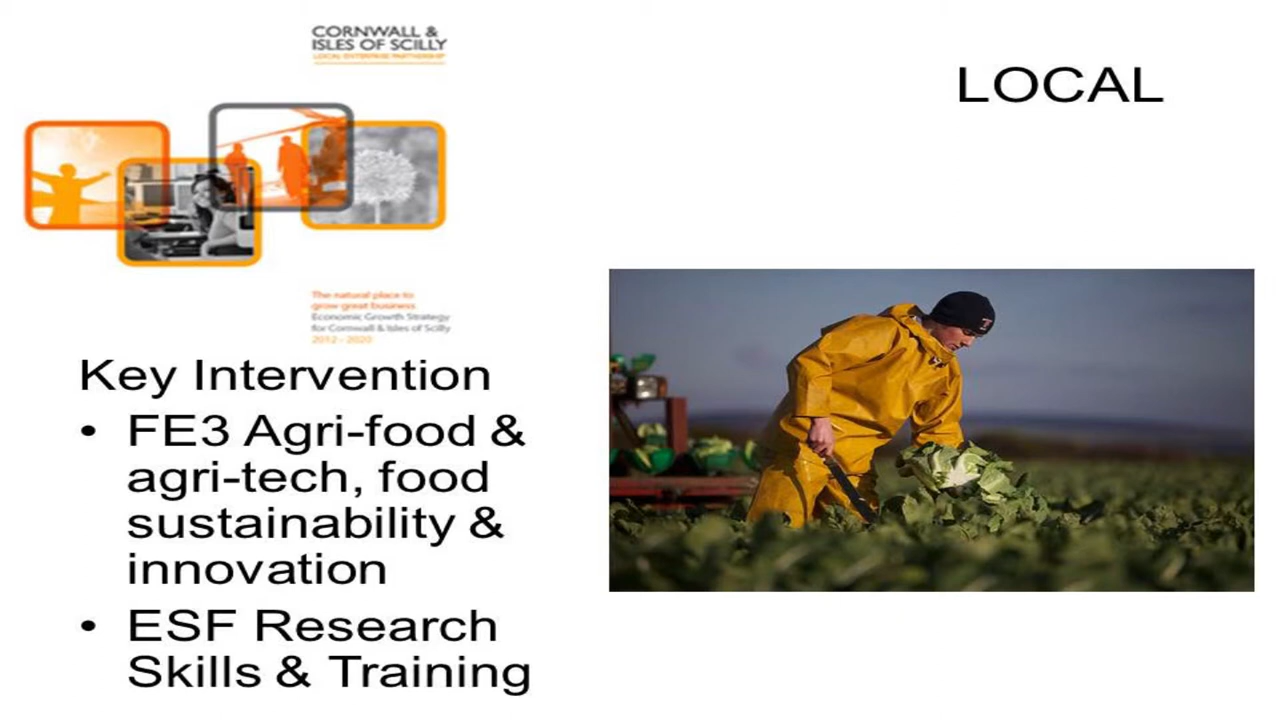 CORNWALL &
ISLES OF SCILLY
LOCAL ENTERPRISE PARTNERSHIP
LOCAL
The natural place to
grow great business
Economic Growth Strategy
for Cornwall & Isles of Scilly
2012 - 2020
Key Intervention
• FE3 Agri-food &
agri-tech, food
sustainability &
innovation
• ESF Research
Skills & Training